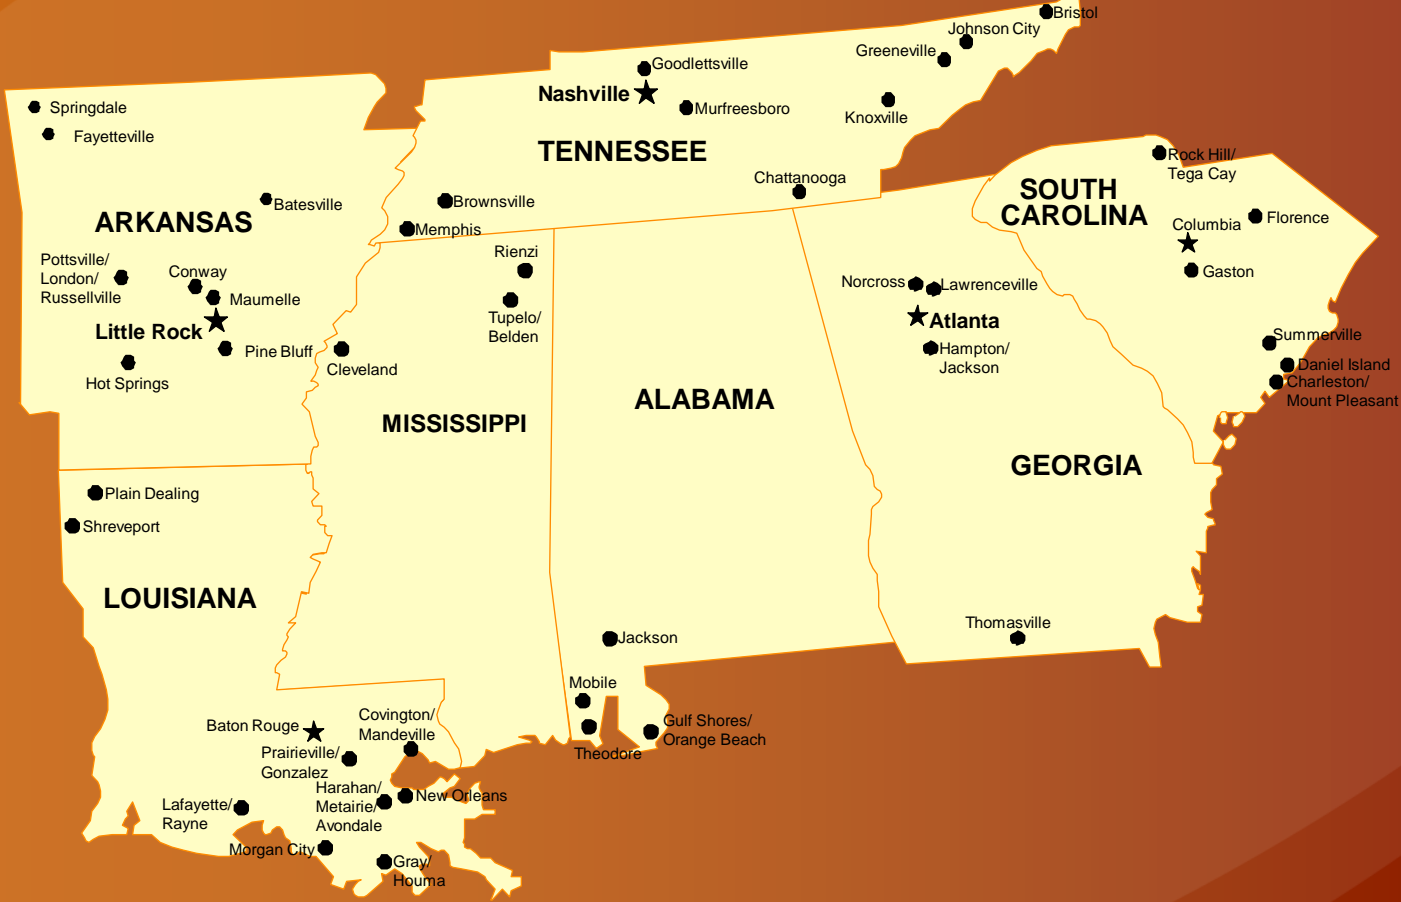 Bristol
Johnson City
Greeneville
Goodlettsville
Nashville
Murfreesboro
Knoxville
TENNESSEE
Chattanooga
Brownsville
Memphis
Springdale
Fayetteville
Batesville
ARKANSAS
Pottsville/
London/
Russellville
Conway
Maumelle
Little Rock
Pine Bluff
Hot Springs
Rienzi
Tupelo/
Belden
Cleveland
MISSISSIPPI
ALABAMA
Jackson
Mobile
Theodore
Gulf Shores/
Orange Beach
Rock Hill/
Tega Cay
SOUTH
CAROLINA
Columbia
Florence
Gaston
Summerville
Daniel Island
Charleston/
Mount Pleasant
Norcross
Lawrenceville
Atlanta
Hampton/
Jackson
GEORGIA
Thomasville
Plain Dealing
Shreveport
LOUISIANA
Baton Rouge
Covington/
Mandeville
Prairieville/
Gonzalez
Harahan/
Metairie/
Avondale
New Orleans
Lafayette/
Rayne
Morgan City
Gray/
Houma